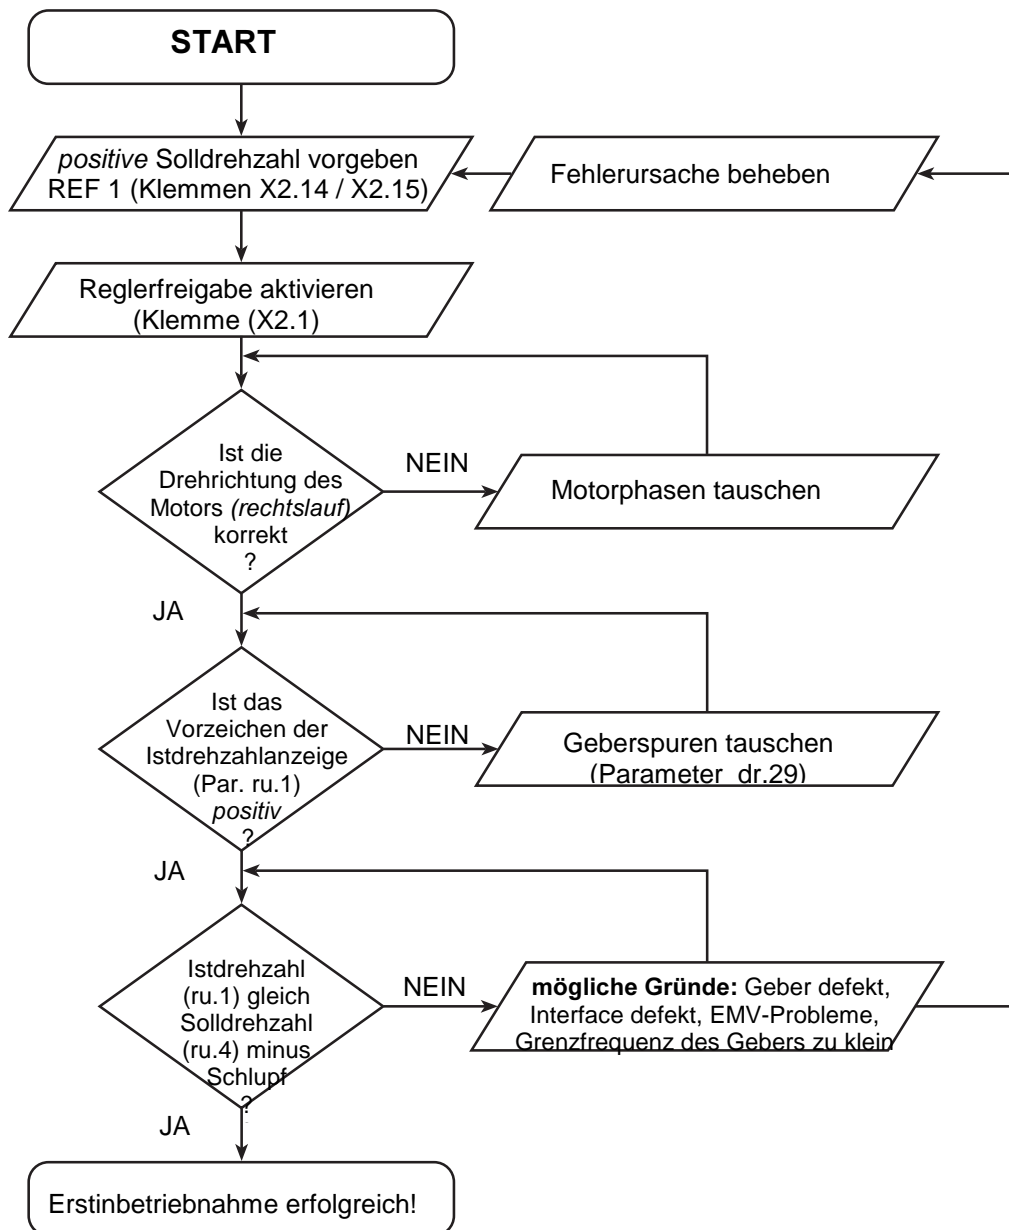 START
positive Solldrehzahl vorgeben
REF 1 (Klemmen X2.14 / X2.15)
Fehlerursache beheben
Reglerfreigabe aktivieren
(Klemme (X2.1)
Ist die
Drehrichtung des
Motors (rechtslauf)
korrekt
?
NEIN
Motorphasen tauschen
JA
Ist das
Vorzeichen der
Istdrehzahlanzeige
(Par. ru.1)
positiv
?
NEIN
Geberspuren tauschen
(Parameter dr.29)
JA
Istdrehzahl
(ru.1) gleich
Solldrehzahl
(ru.4) minus
Schlupf
?
NEIN
mögliche Gründe: Geber defekt,
Interface defekt, EMV-Probleme,
Grenzfrequenz des Gebers zu klein
JA
Erstinbetriebnahme erfolgreich!